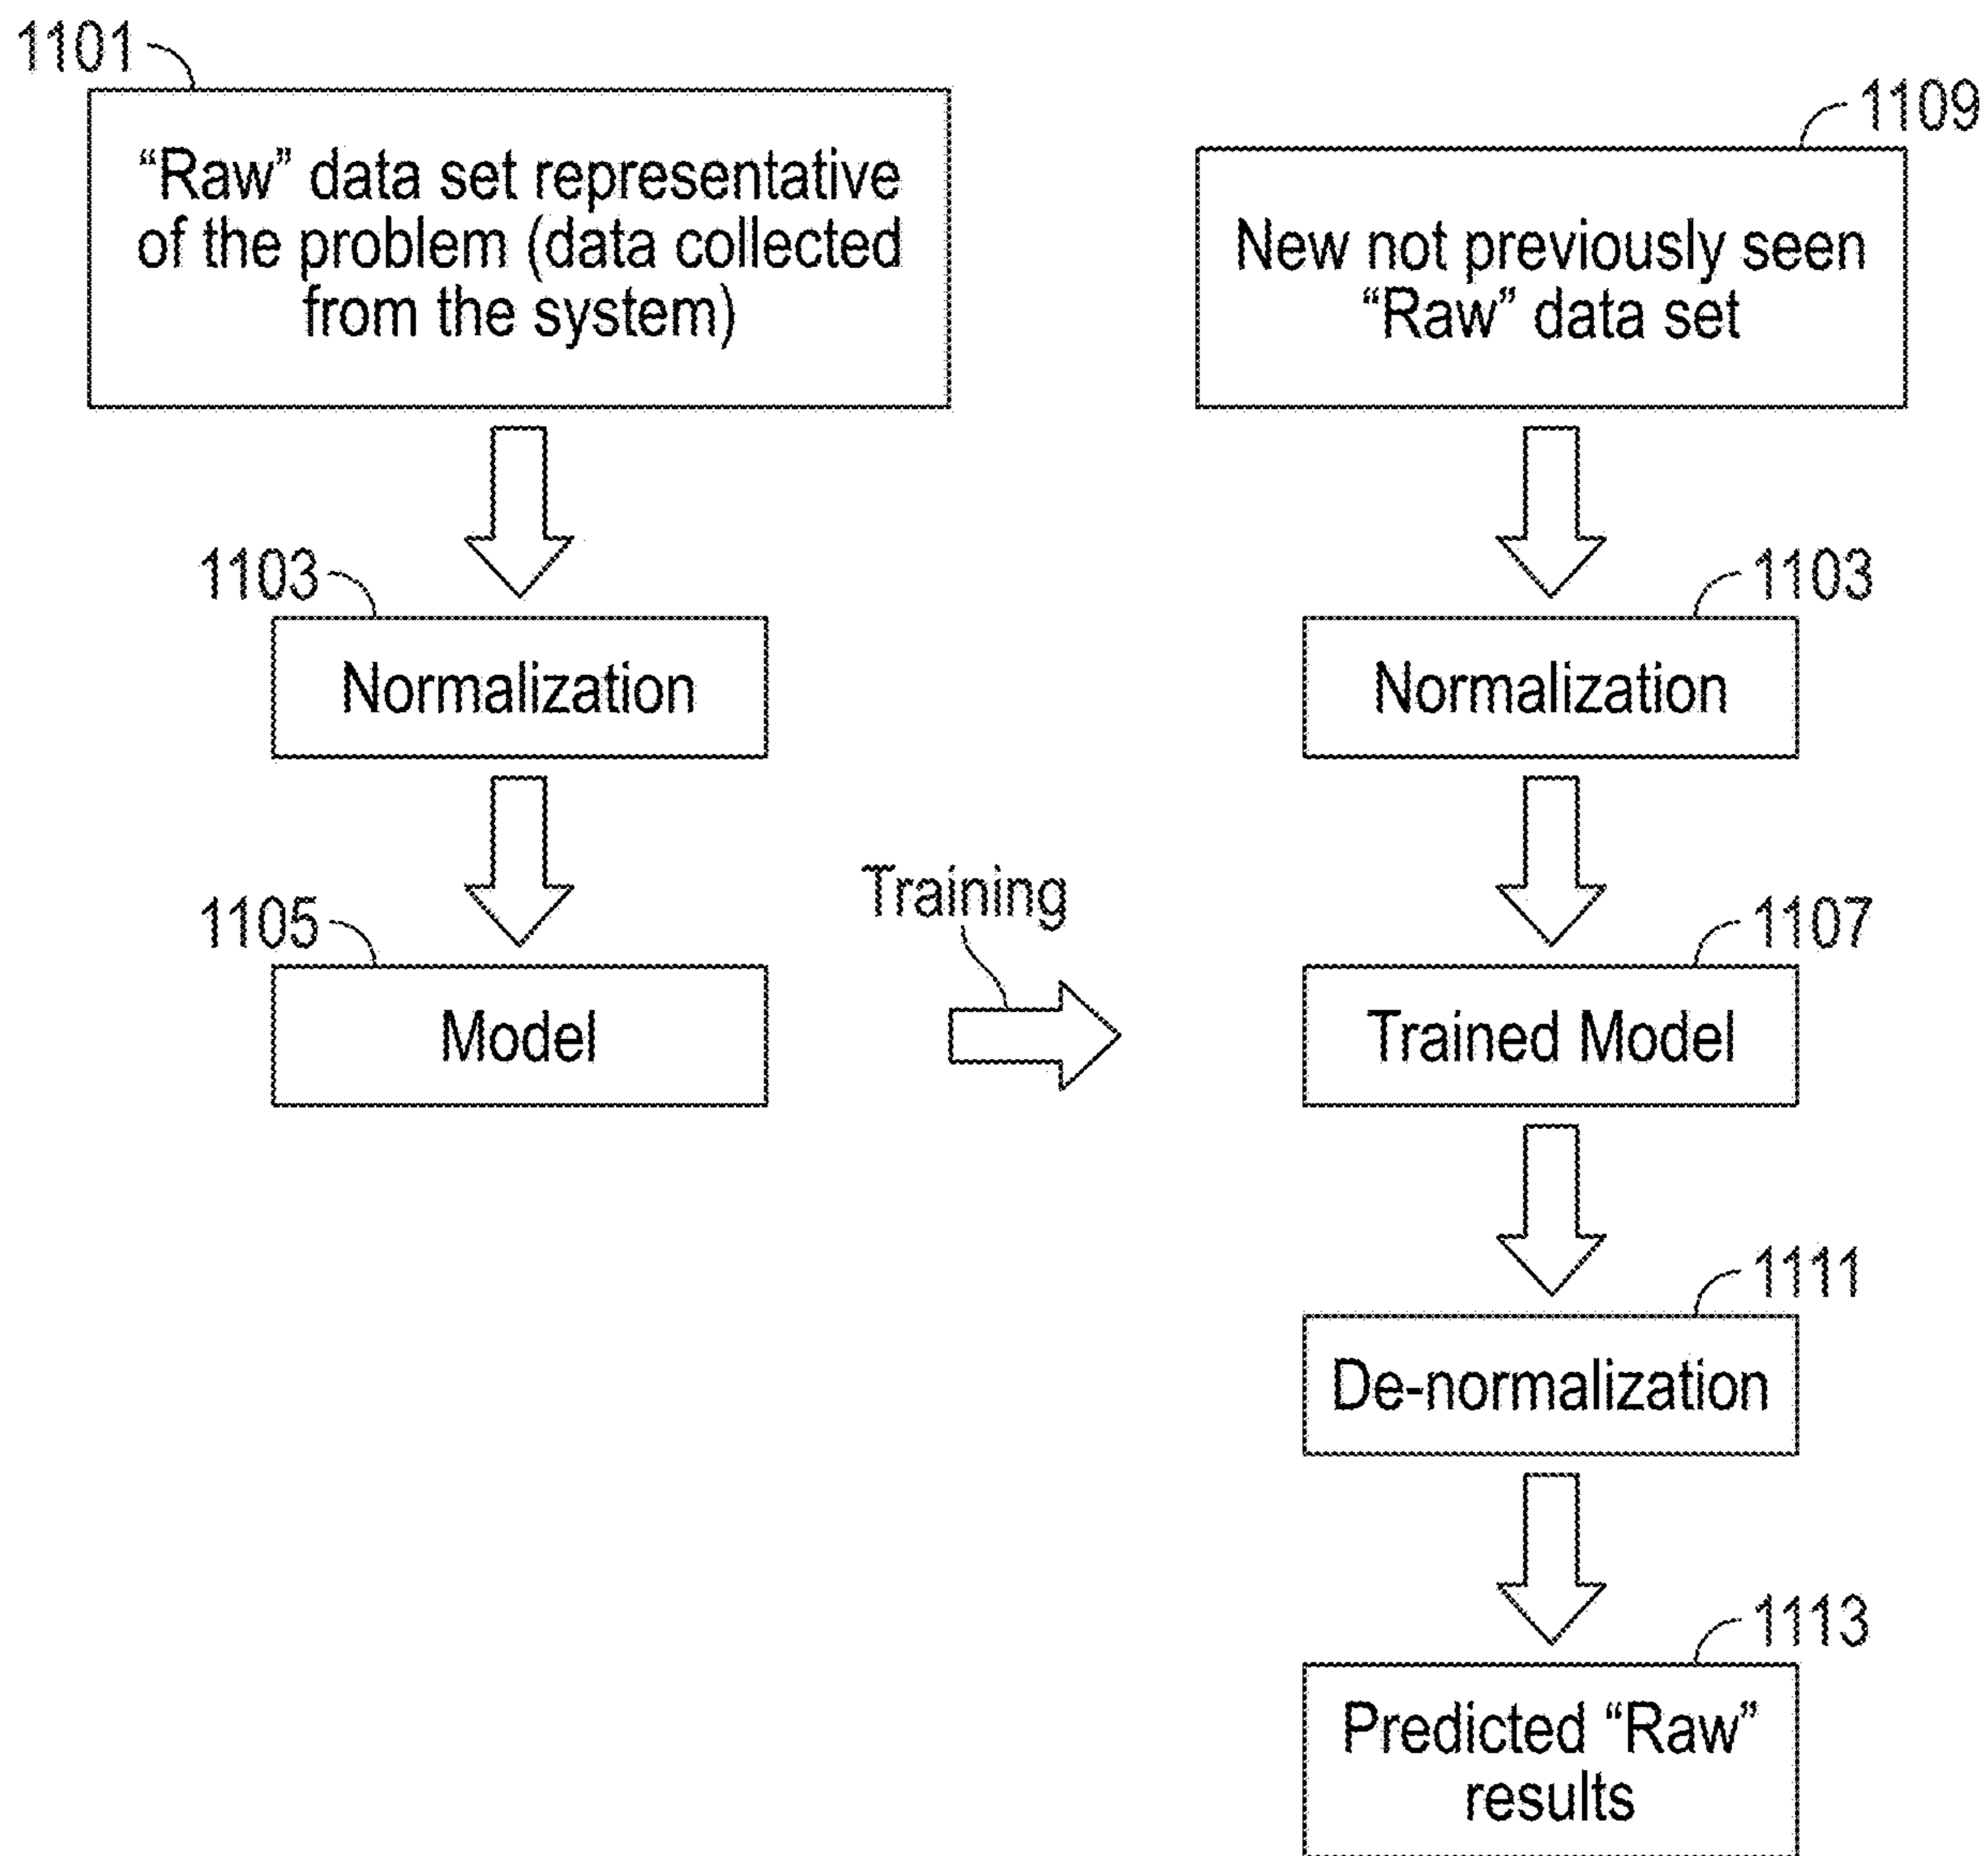 1101
“Raw” data set representative
of the problem (data collected
from the system)
1103
Normalization
1105
Model
Training
1109
New not previously seen
“Raw” data set
1103
Normalization
1107
Trained Model
1111
De-normalization
1113
Predicted “Raw”
results